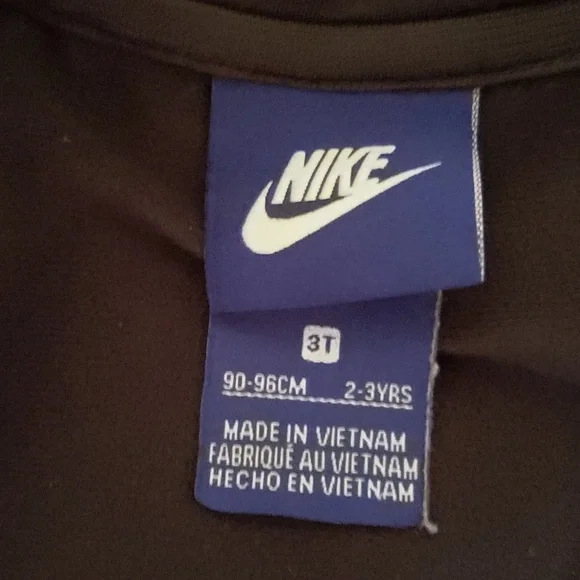 NIKE
3T
90-96CM 2-3YRS
MADE IN VIETNAM
FABRIQUÉ AU VIETNAM
HECHO EN VIETNAM